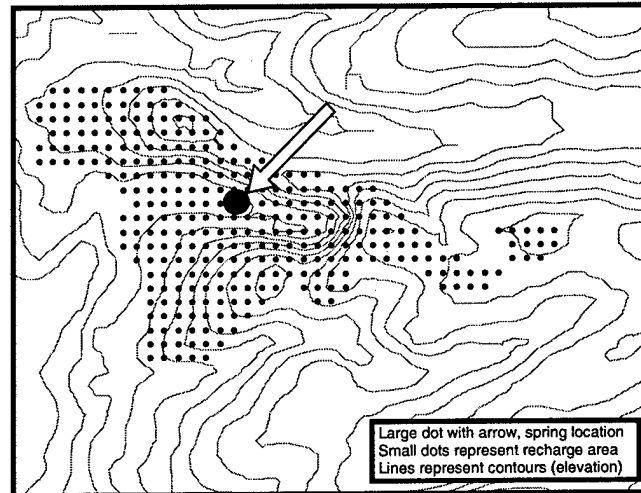 Large dot with arrow, spring location
Small dots represent recharge area
Lines represent contours (elevation)